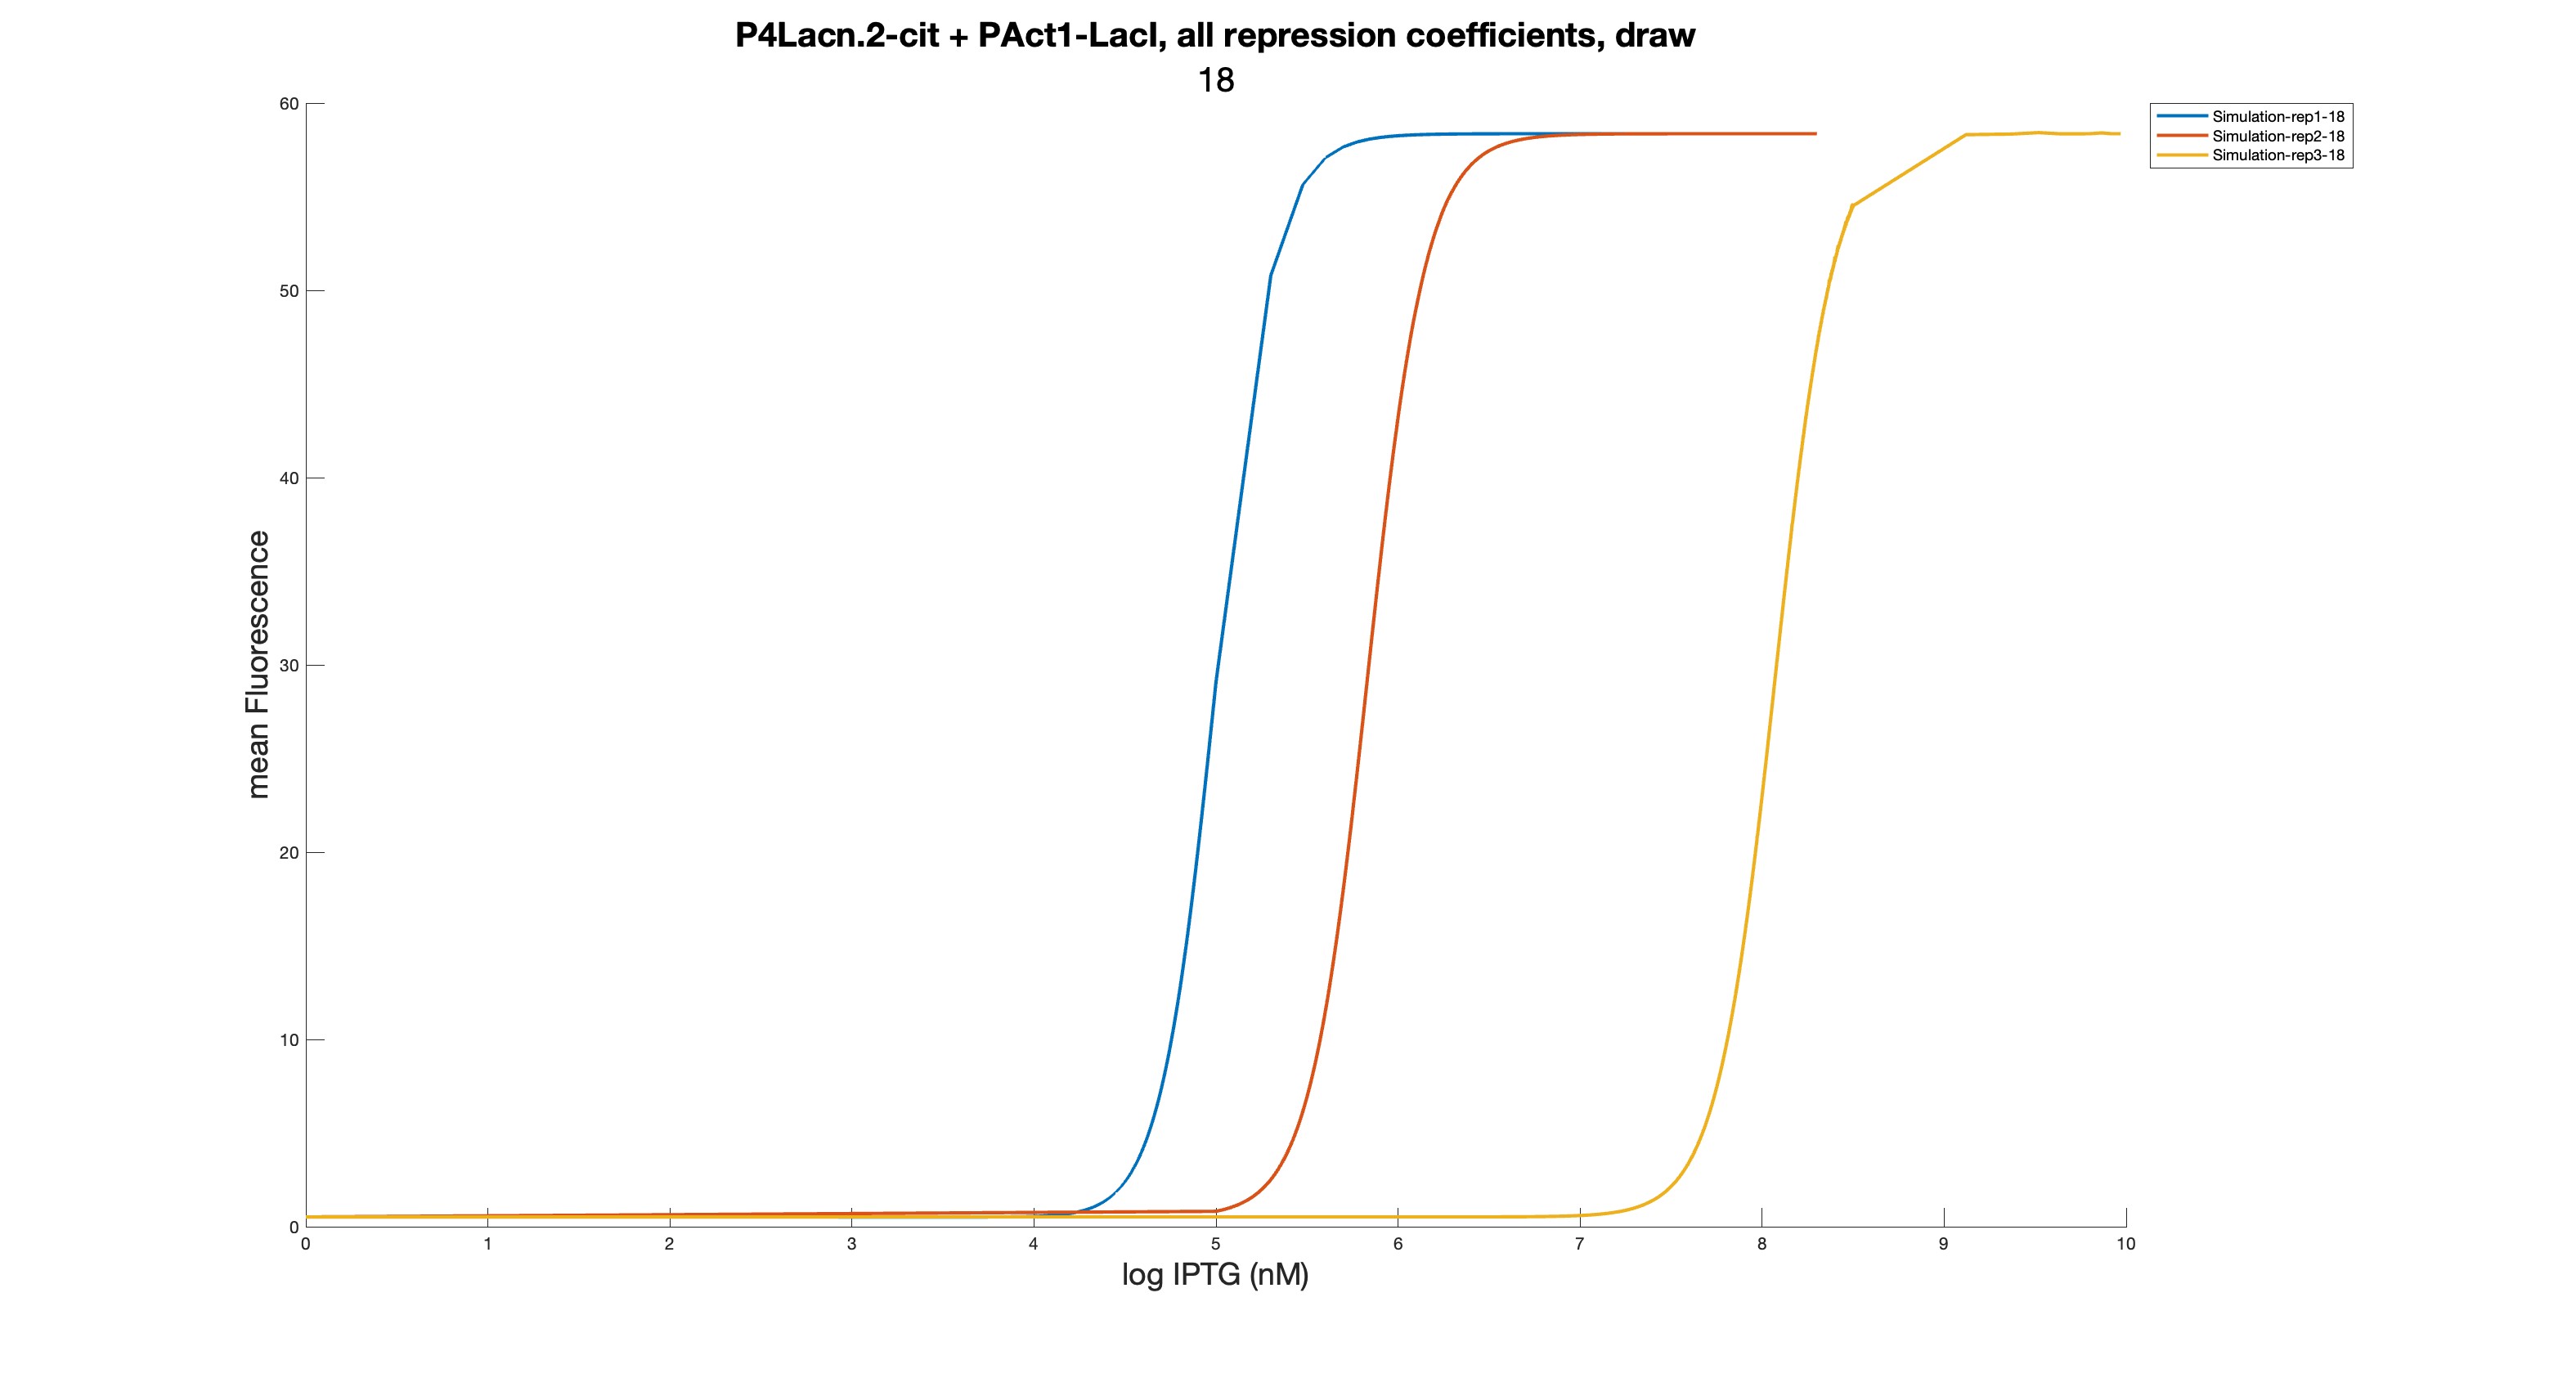 P4Lacn.2-cit + PAct1-LacI, all repression coefficients, draw
18
60
50
40
30
20
10
0
mean Fluorescence
0 1 2 3 4 5 6 7 8 9 10
log IPTG (nM)
Simulation-rep1-18
Simulation-rep2-18
Simulation-rep3-18